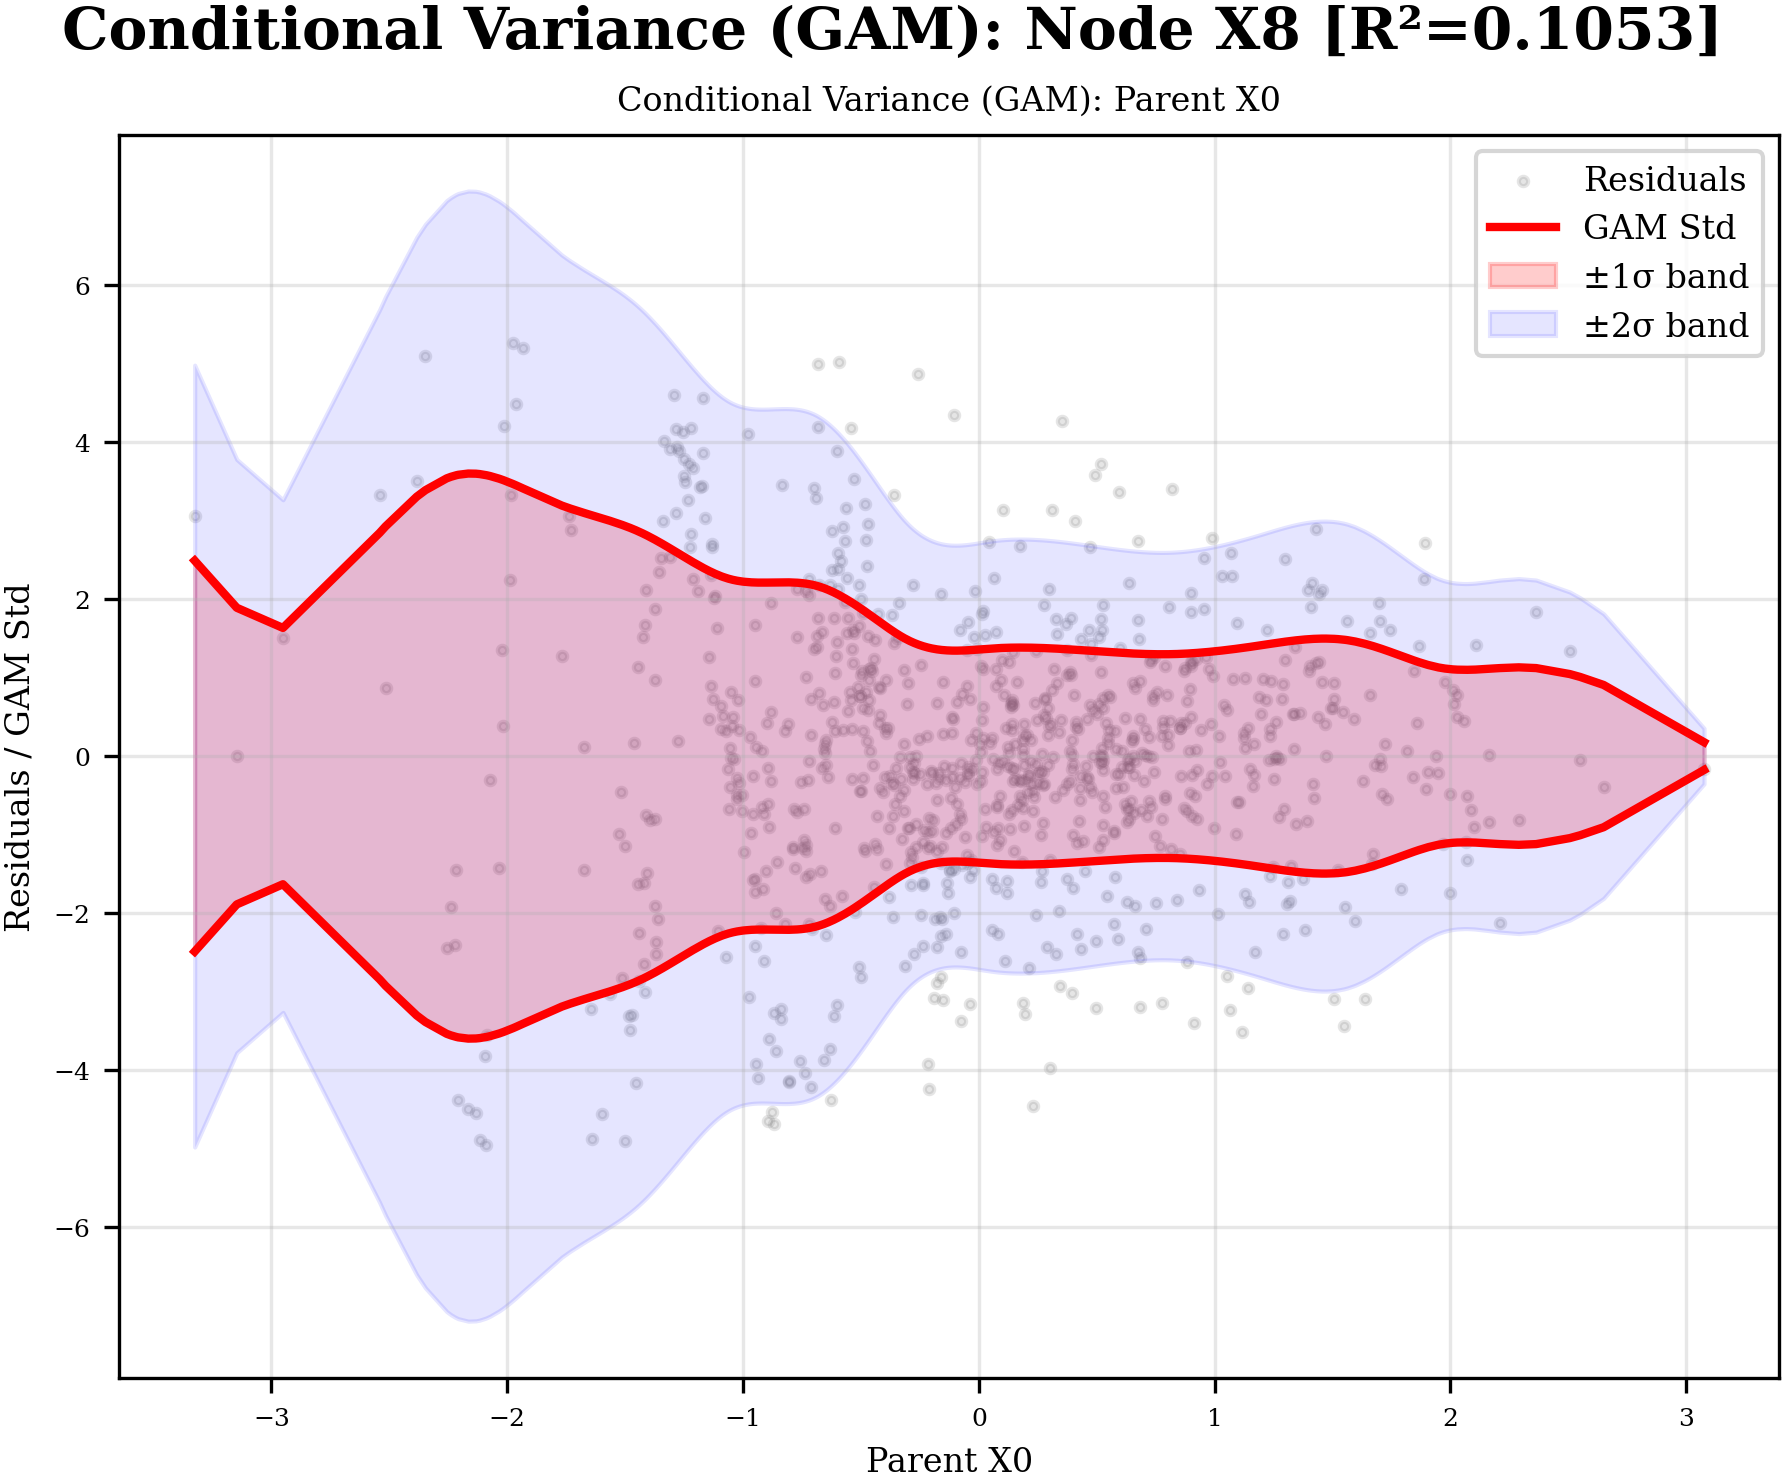 Conditional Variance (GAM): Node X8 [R²=0.1053]
Conditional Variance (GAM): Parent X0
Residuals
GAM Std
±1σ band
±2σ band
Residuals / GAM Std
6
4
2
0
−2
−4
−6
−3
−2
−1
0
1
2
3
Parent X0